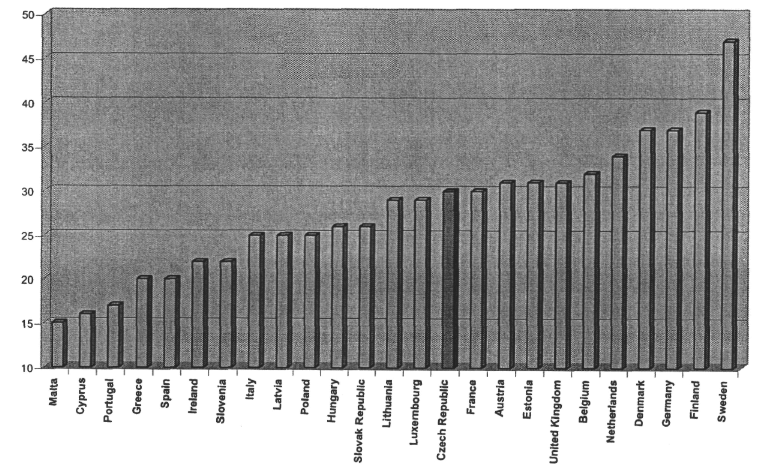 50
45
40
35
30
25
20
15
10
Malta
Cyprus
Portugal
Greece
Spain
Ireland
Slovenia
Italy
Latvia
Poland
Hungary
Slovak Republic
Lithuania
Luxembourg
Czech Republic
France
Austria
Estonia
United Kingdom
Belgium
Netherlands
Denmark
Germany
Finland
Sweden